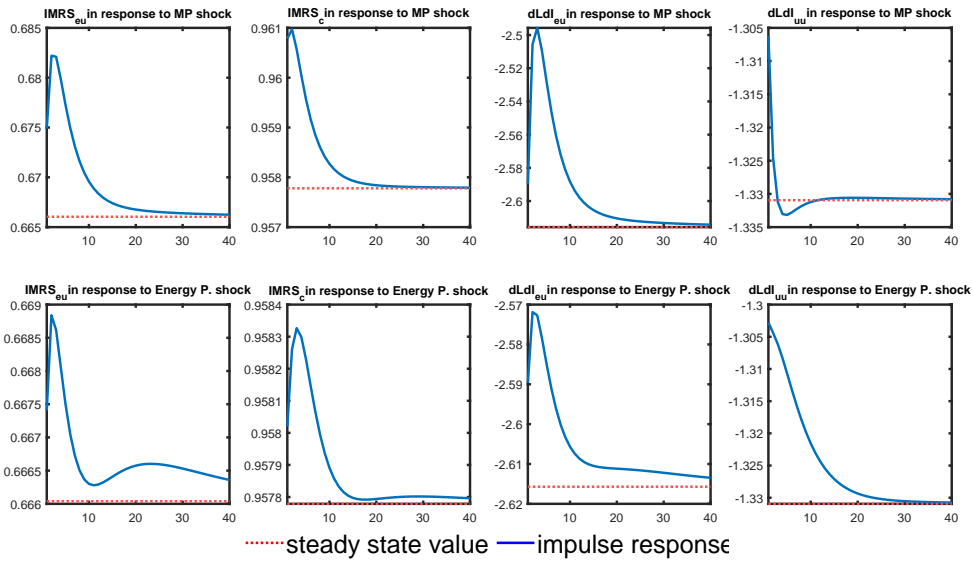 IMRS_eu in response to MP shock
0.685
0.68
0.675
0.67
0.665
10 20 30 40
IMRS_c in response to MP shock
0.961
0.96
0.959
0.958
0.957
10 20 30 40
dLdI_eu in response to MP shock
-2.5
-2.52
-2.54
-2.56
-2.58
-2.6
10 20 30 40
dLdI_uu in response to MP shock
-1.305
-1.31
-1.315
-1.32
-1.325
-1.33
-1.335
10 20 30 40
IMRS_eu in response to Energy P. shock
0.669
0.6685
0.668
0.6675
0.667
0.6665
0.666
10 20 30 40
IMRS_c in response to Energy P. shock
0.9584
0.9583
0.9582
0.9581
0.958
0.9579
0.9578
10 20 30 40
dLdI_eu in response to Energy P. shock
-2.57
-2.58
-2.59
-2.6
-2.61
-2.62
10 20 30 40
dLdI_uu in response to Energy P. shock
-1.3
-1.305
-1.31
-1.315
-1.32
-1.325
-1.33
10 20 30 40
steady state value
impulse response